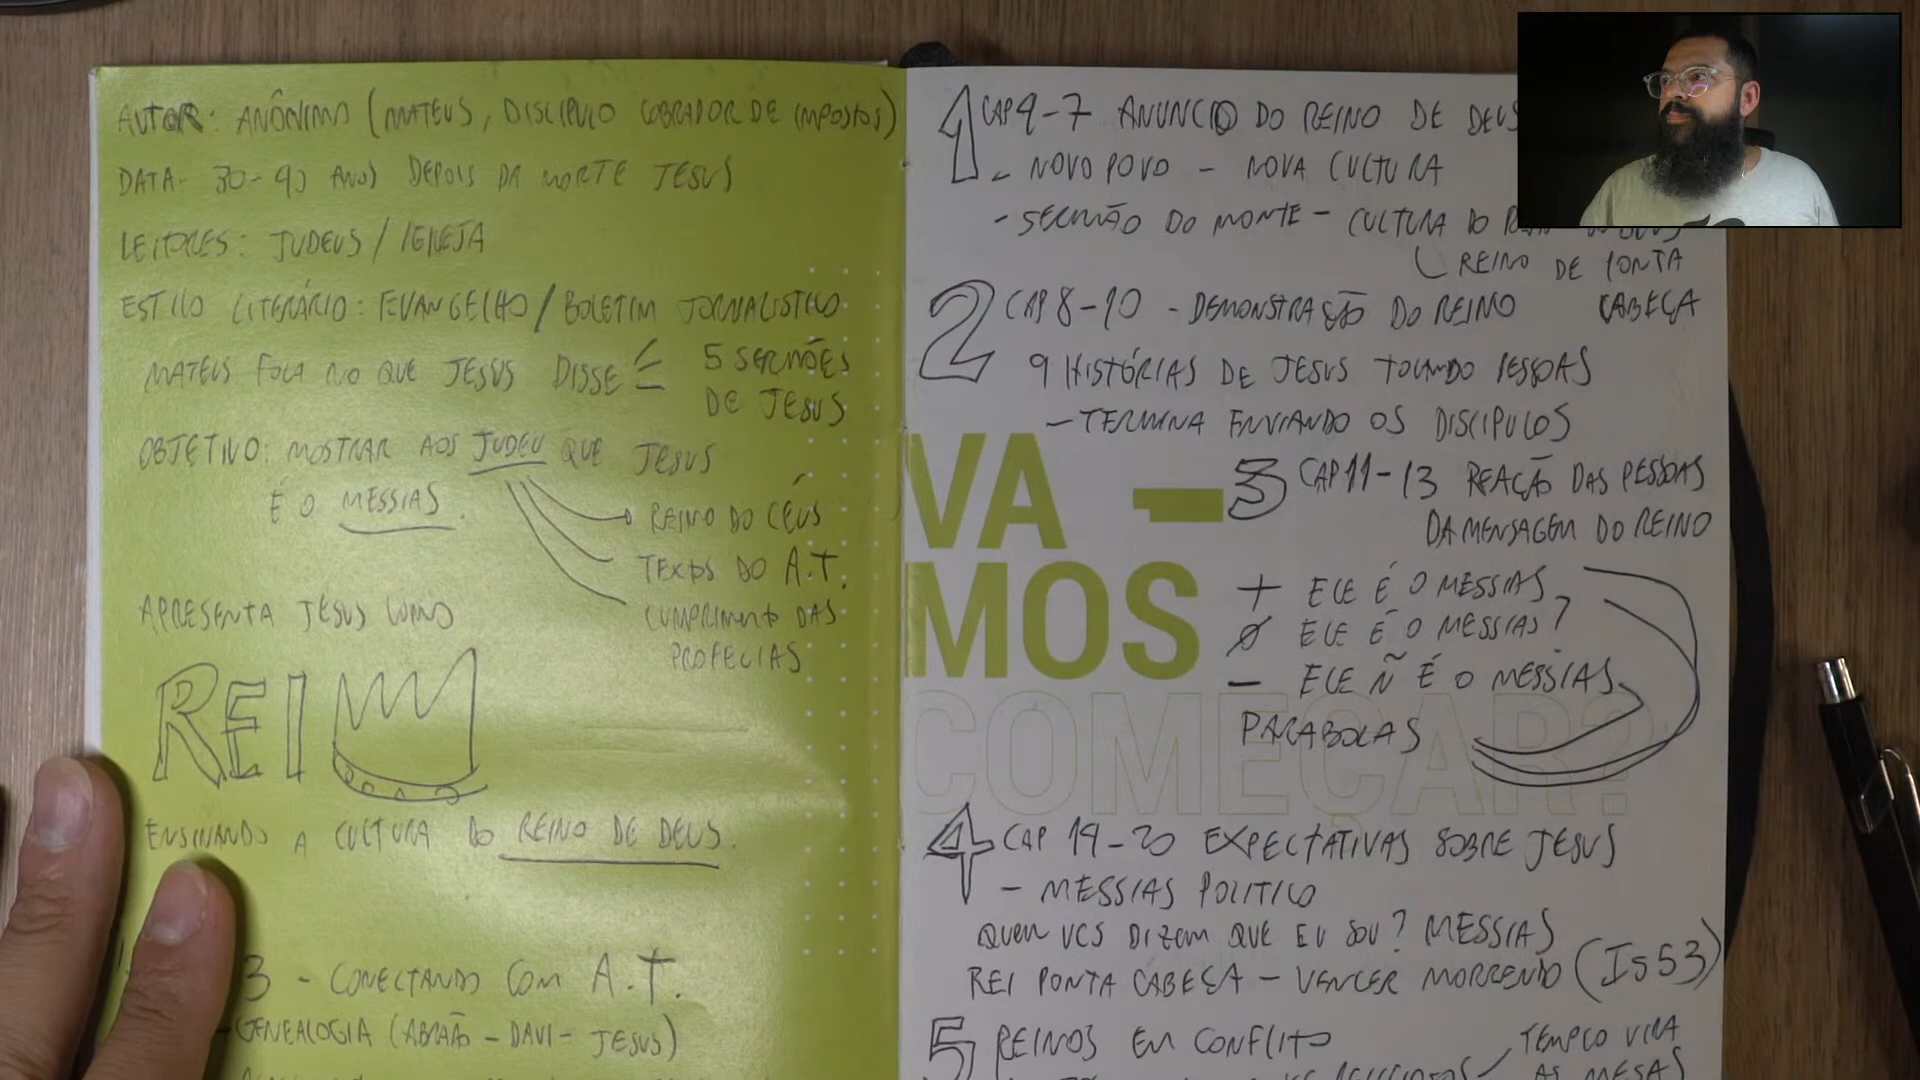 AUTOR: ANÔNIMO (MATEUS, DISCIPULO COBRADOR DE IMPOSTOS)
DATA- 30-40 ANOS DEPOIS DA MORTE JESUS
LEITORES: JUDEUS / IGREJA
ESTILO LITERÁRIO: EVANGELHO / BOLETIM JORNALISTICO
MATEUS FOCA NO QUE JESUS DISSE
5 SERMÕES
DE JESUS
OBJETIVO: MOSTRAR AOS JUDEU QUE JESUS
É O MESSIAS.
REINO DO CÉUS
TEXTOS DO A.T.
CUMPRIMENTO DAS
PROFECIAS
APRESENTA JESUS COMO
REI
ENSINANDO A CULTURA DO REINO DE DEUS.
3 - CONECTANDO COM A.T.
- GENEALOGIA (ABRAÃO - DAVI - JESUS)
1 CAP 4-7 ANUNCIO DO REINO DE DEUS
- NOVO POVO - NOVA CULTURA
- SERMÃO DO MONTE - CULTURA DO
REINO DE PONTA
CABEÇA
2 CAP 8-10 - DEMONSTRAÇÃO DO REINO
9 HISTÓRIAS DE JESUS TOCANDO PESSOAS
- TERMINA ENVIANDO OS DISCIPULOS
VA-
MOS
COMEÇAR?
3 CAP 11-13 REAÇÃO DAS PESSOAS
DA MENSAGEM DO REINO
+ ELE É O MESSIAS
Ø ELE É O MESSIAS?
- ELE Ñ É O MESSIAS
PARABOLAS
4 CAP 14-20 EXPECTATIVAS SOBRE JESUS
- MESSIAS POLITICO
QUEM VCS DIZEM QUE EU SOU? MESSIAS
REI PONTA CABEÇA - VENCER MORRENDO (IS 53)
5 REINOS EM CONFLITO
TEMPLO VIRA
AS MESAS